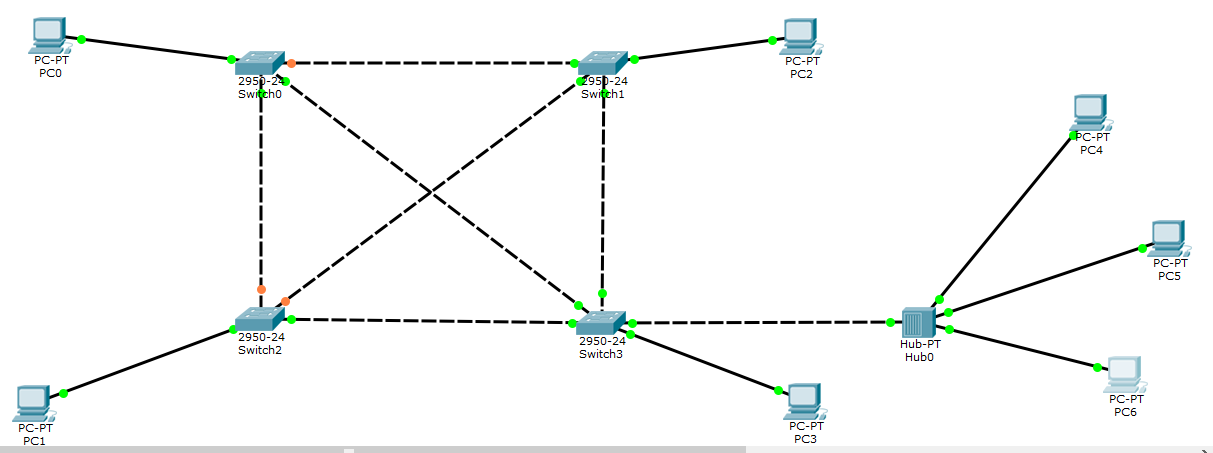 PC-PT
PC0
2950-24
Switch0
2950-24
Switch1
PC-PT
PC2
PC-PT
PC4
PC-PT
PC5
2950-24
Switch2
2950-24
Switch3
Hub-PT
Hub0
PC-PT
PC6
PC-PT
PC1
PC-PT
PC3